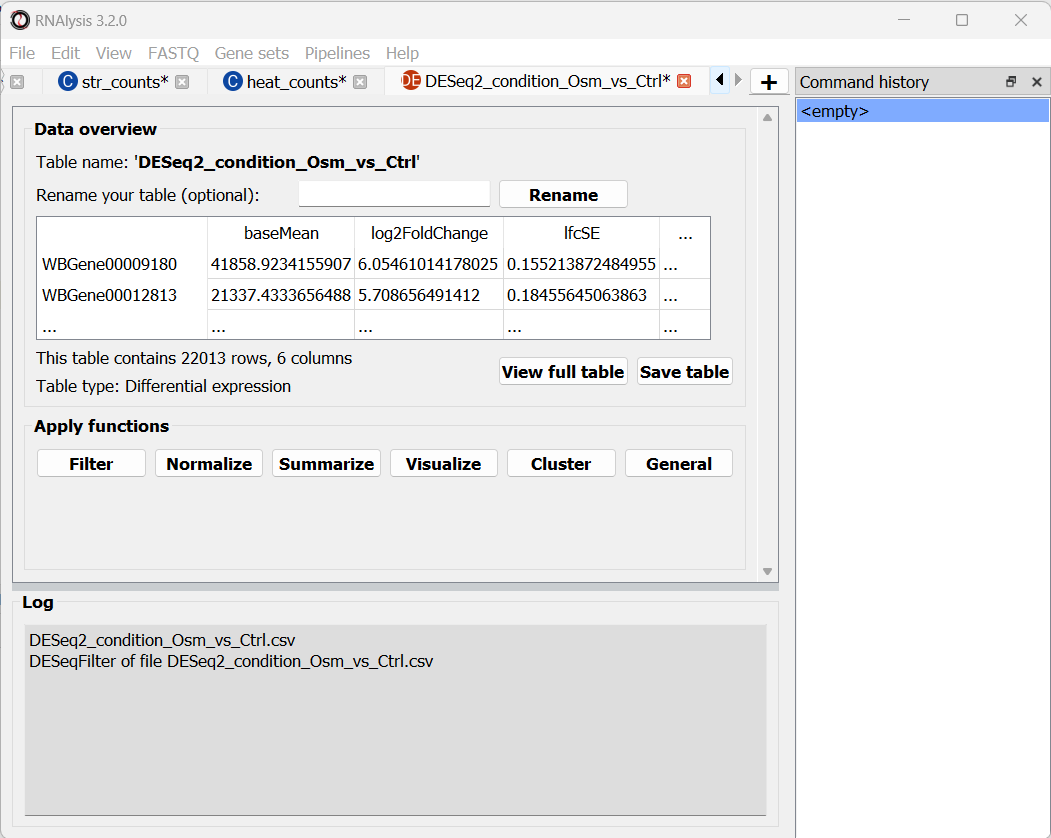 RNAlysis 3.2.0
File Edit View FASTQ Gene sets Pipelines Help
C str_counts* C heat_counts* DE DESeq2_condition_Osm_vs_Ctrl* + Command history
<empty>
Data overview
Table name: 'DESeq2_condition_Osm_vs_Ctrl'
Rename your table (optional): Rename
baseMean log2FoldChange lfcSE ...
WBGene00009180 41858.9234155907 6.05461014178025 0.155213872484955 ...
WBGene00012813 21337.4333656488 5.708656491412 0.18455645063863 ...
... ... ... ... ...
This table contains 22013 rows, 6 columns
Table type: Differential expression
View full table Save table
Apply functions
Filter Normalize Summarize Visualize Cluster General
Log
DESeq2_condition_Osm_vs_Ctrl.csv
DESeqFilter of file DESeq2_condition_Osm_vs_Ctrl.csv